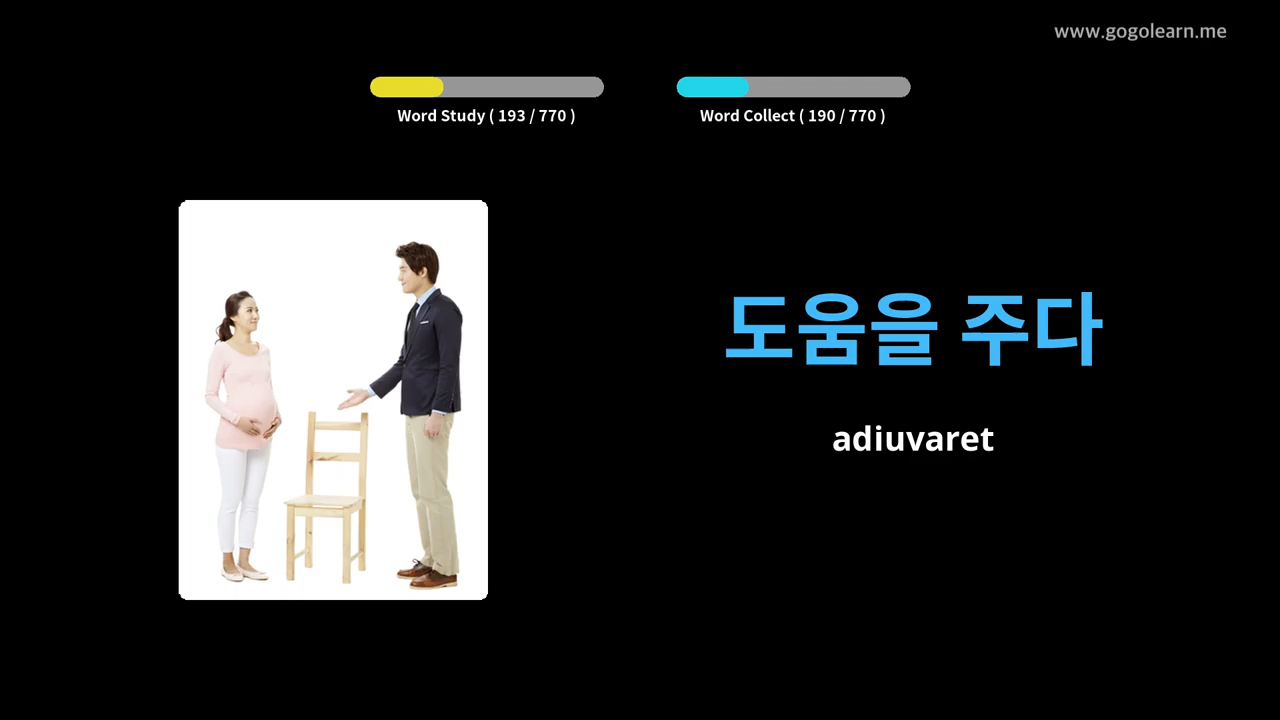 www.gogolearn.me
Word Study ( 193 / 770 )
Word Collect ( 190 / 770 )
도움을 주다
adiuvaret